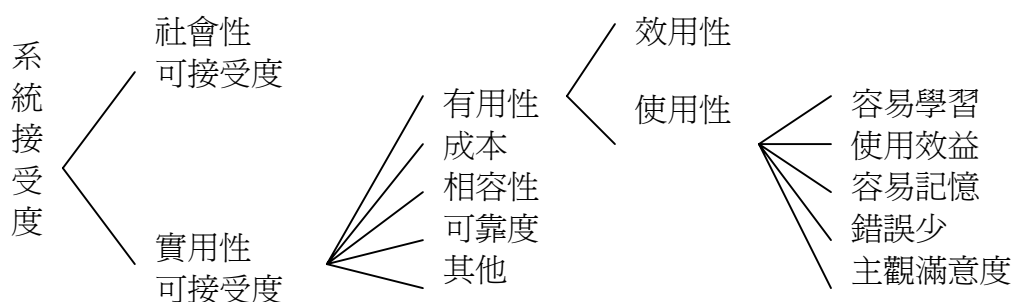 系統接受度
社會性
可接受度
實用性
可接受度
有用性
成本
相容性
可靠度
其他
效用性
使用性
容易學習
使用效益
容易記憶
錯誤少
主觀滿意度